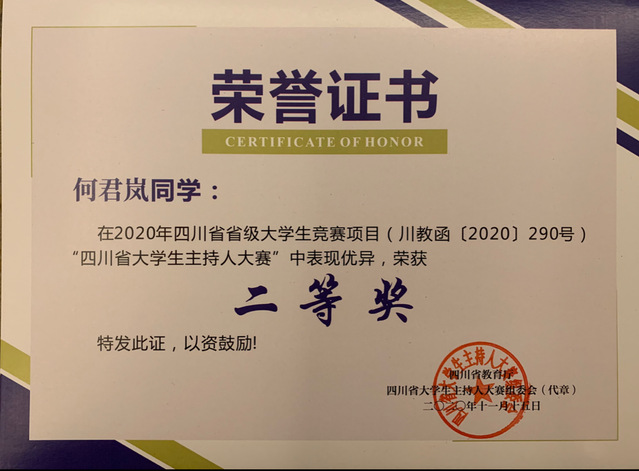 荣誉证书
CERTIFICATE OF HONOR
何君岚同学：
在2020年四川省省级大学生竞赛项目（川教函〔2020〕290号）
“四川省大学生主持人大赛”中表现优异，荣获
二等奖
特发此证，以资鼓励!
四川省教育厅
四川省大学生主持人大赛组委会（代章）
二〇二〇年十一月十五日